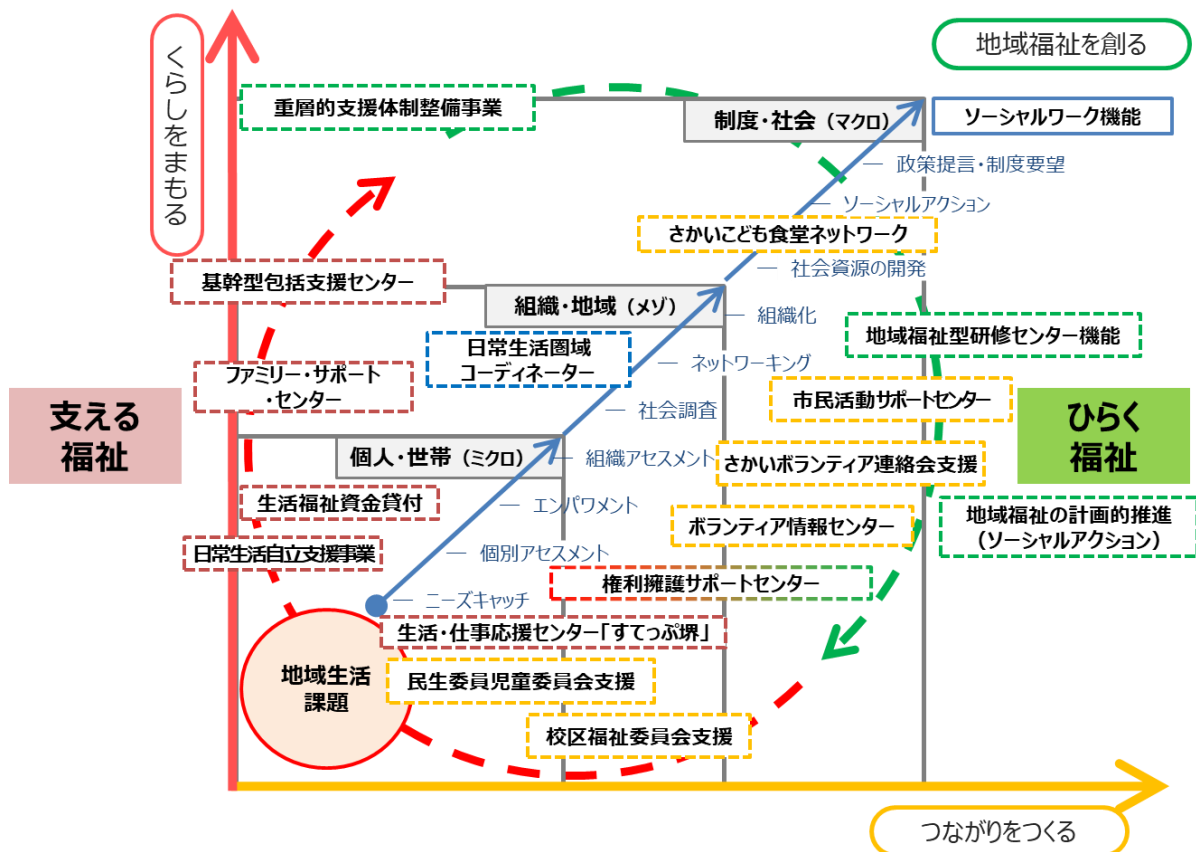 くらしをまもる
地域福祉を創る
重層的支援体制整備事業
制度・社会（マクロ）
ソーシャルワーク機能
政策提言・制度要望
ソーシャルアクション
さかいこども食堂ネットワーク
基幹型包括支援センター
社会資源の開発
組織・地域（メゾ）
組織化
地域福祉型研修センター機能
日常生活圏域
コーディネーター
ネットワーキング
ファミリー・サポート
・センター
市民活動サポートセンター
支える
福祉
ひらく
福祉
社会調査
個人・世帯（ミクロ）
組織アセスメント
さかいボランティア連絡会支援
生活福祉資金貸付
エンパワメント
ボランティア情報センター
地域福祉の計画的推進
（ソーシャルアクション）
日常生活自立支援事業
個別アセスメント
権利擁護サポートセンター
ニーズキャッチ
生活・仕事応援センター「すてっぷ堺」
地域生活
課題
民生委員児童委員会支援
校区福祉委員会支援
つながりをつくる